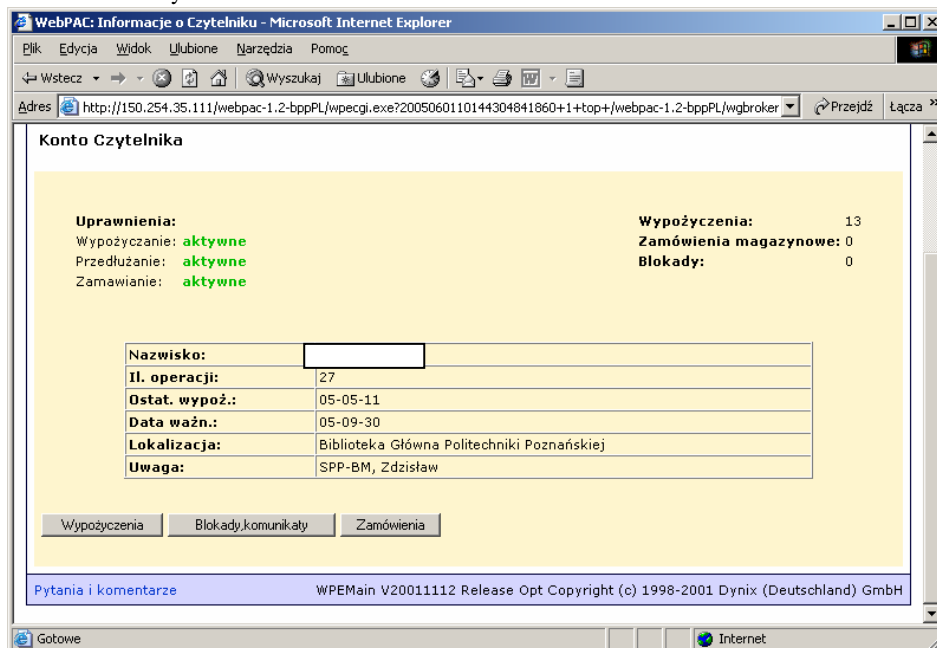 WebPAC: Informacje o Czytelniku - Microsoft Internet Explorer
Plik Edycja Widok Ulubione Narzędzia Pomoc
Wstecz Wyszukaj Ulubione
Adres http://150.254.35.111/webpac-1.2-bppPL/wpecgi.exe?2005060110144304841860+1+top+/webpac-1.2-bppPL/wgbroker Przejdź Łącza »
Konto Czytelnika
Uprawnienia: Wypożyczenia: 13
Wypożyczanie: aktywne Zamówienia magazynowe: 0
Przedłużanie: aktywne Blokady: 0
Zamawianie: aktywne
Nazwisko:
Il. operacji: 27
Ostat. wypoż.: 05-05-11
Data ważn.: 05-09-30
Lokalizacja: Biblioteka Główna Politechniki Poznańskiej
Uwaga: SPP-BM, Zdzisław
Wypożyczenia Blokady,komunikaty Zamówienia
Pytania i komentarze WPEMain V20011112 Release Opt Copyright (c) 1998-2001 Dynix (Deutschland) GmbH
Gotowe Internet